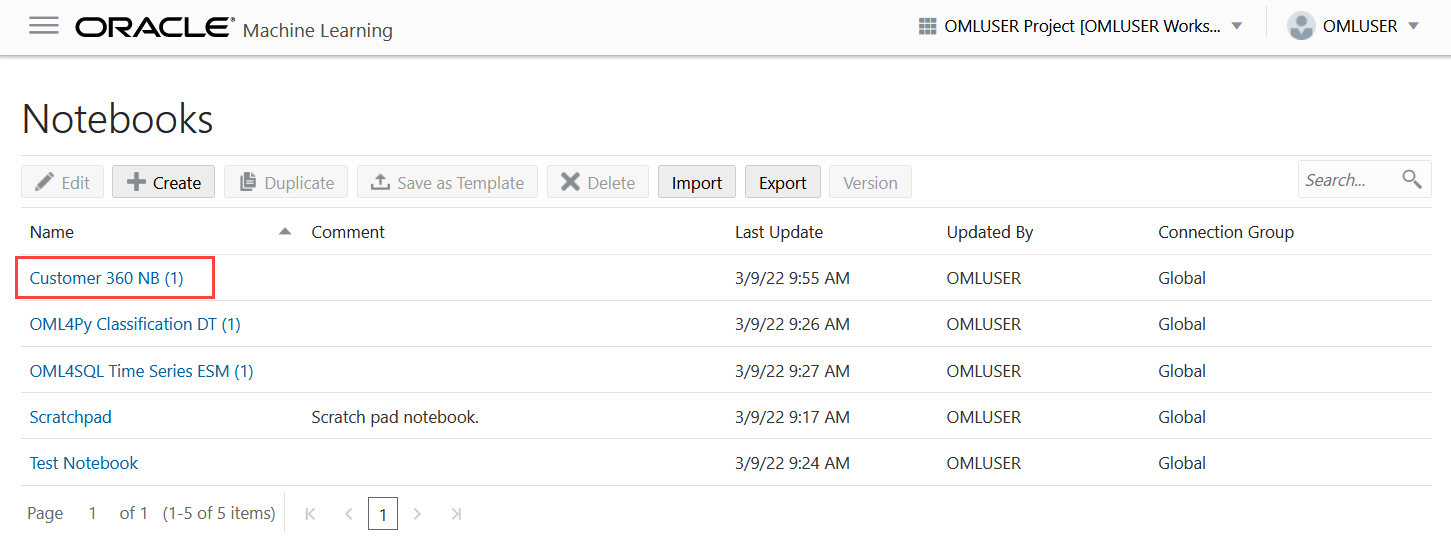 ORACLE® Machine Learning OMLUSER Project [OMLUSER Works... OMLUSER
Notebooks
Edit Create Duplicate Save as Template Delete Import Export Version Search...
Name Comment Last Update Updated By Connection Group
Customer 360 NB (1) 3/9/22 9:55 AM OMLUSER Global
OML4Py Classification DT (1) 3/9/22 9:26 AM OMLUSER Global
OML4SQL Time Series ESM (1) 3/9/22 9:27 AM OMLUSER Global
Scratchpad Scratch pad notebook. 3/9/22 9:17 AM OMLUSER Global
Test Notebook 3/9/22 9:24 AM OMLUSER Global
Page 1 of 1 (1-5 of 5 items) 1